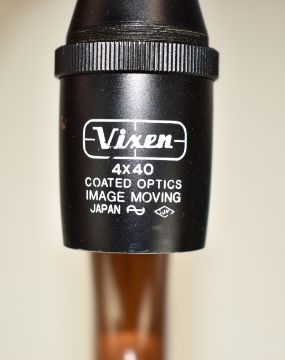 Vixen
4X40
COATED OPTICS
IMAGE MOVING
JAPAN